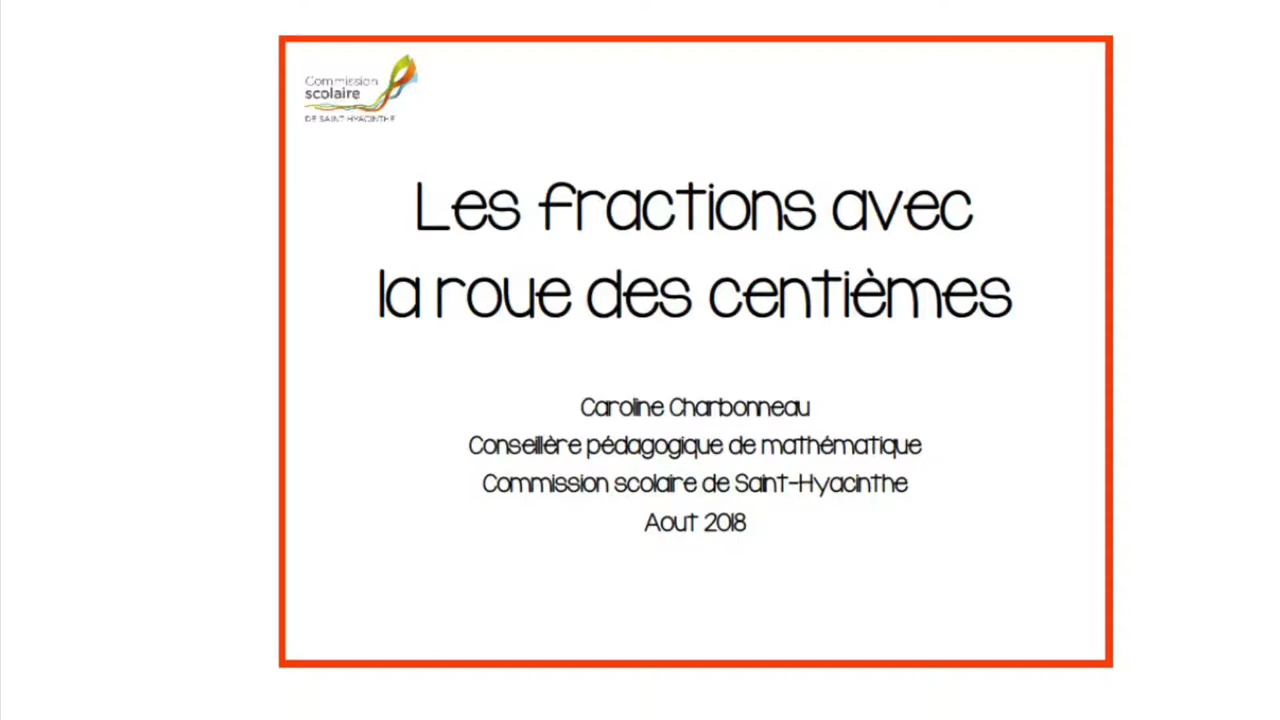 Commission
scolaire
DE SAINT-HYACINTHE
Les fractions avec
la roue des centièmes
Caroline Charbonneau
Conseillère pédagogique de mathématique
Commission scolaire de Saint-Hyacinthe
Aout 2018